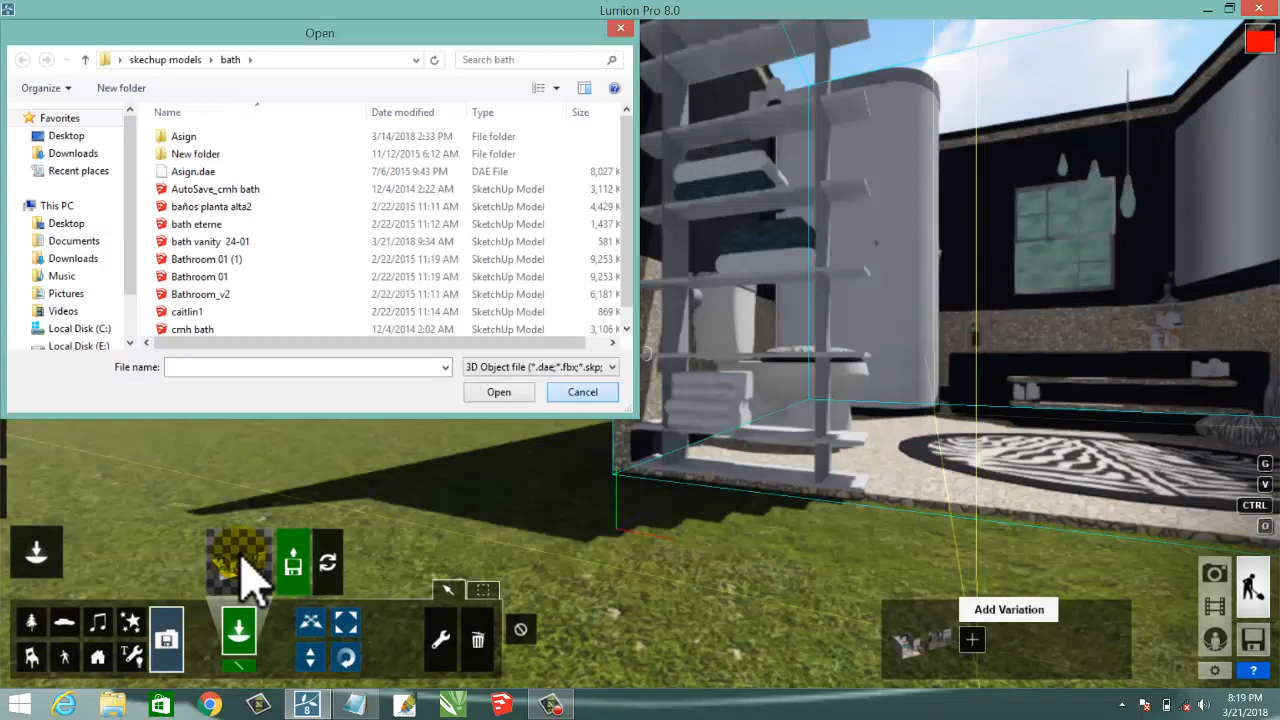 Lumion Pro 8.0
Open
skechup models
bath
Search bath
Organize
New folder
Name
Date modified
Type
Size
Favorites
Desktop
Downloads
Recent places
This PC
Desktop
Documents
Downloads
Music
Pictures
Videos
Local Disk (C:)
Local Disk (E:)
Asign 3/14/2018 2:33 PM File folder
New folder 11/12/2015 6:12 AM File folder
Asign.dae 7/6/2015 9:43 PM DAE File 8,027 K
AutoSave_cmh bath 12/4/2014 2:22 AM SketchUp Model 3,112 K
baños planta alta2 2/22/2015 11:11 AM SketchUp Model 4,429 K
bath eterne 2/22/2015 11:12 AM SketchUp Model 1,437 K
bath vanity 24-01 3/21/2018 9:34 AM SketchUp Model 581 K
Bathroom 01 (1) 2/22/2015 11:19 AM SketchUp Model 9,253 K
Bathroom 01 2/22/2015 11:19 AM SketchUp Model 9,253 K
Bathroom_v2 2/22/2015 11:11 AM SketchUp Model 6,181 K
caitlin1 2/22/2015 11:14 AM SketchUp Model 869 K
cmh bath 12/4/2014 2:02 AM SketchUp Model 3,106 K
File name:
3D Object file (*.dae;*.fbx;*.skp;
Open
Cancel
G
V
CTRL
O
Add Variation
?
8
8:19 PM
3/21/2018